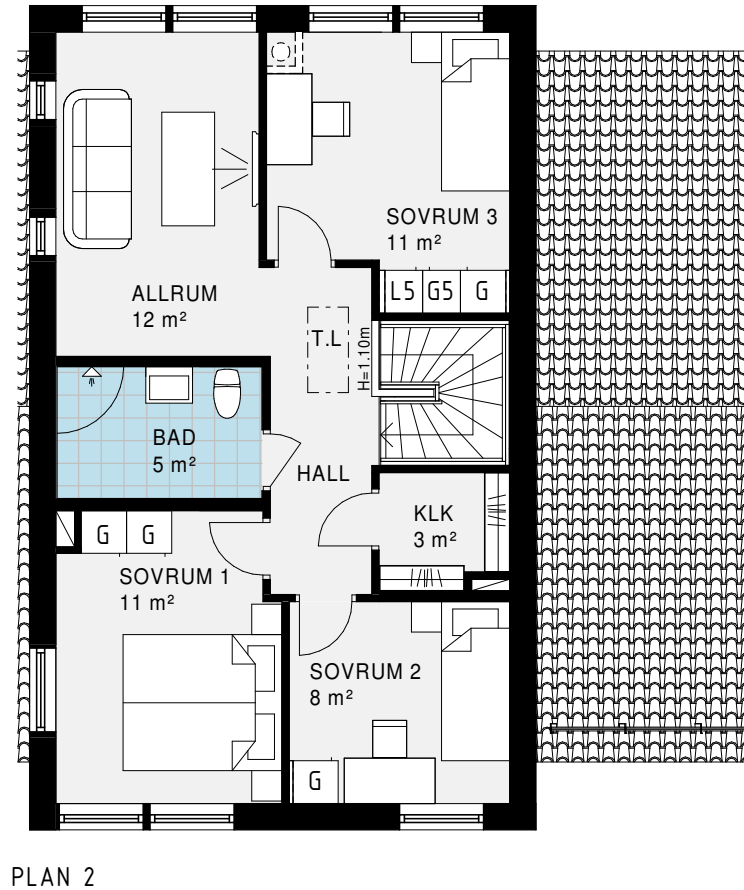 SOVRUM 3
11 m²
L5 G5 G
ALLRUM
12 m²
T.L
H=1.10m
BAD
5 m²
HALL
KLK
3 m²
G G
SOVRUM 1
11 m²
SOVRUM 2
8 m²
G
PLAN 2